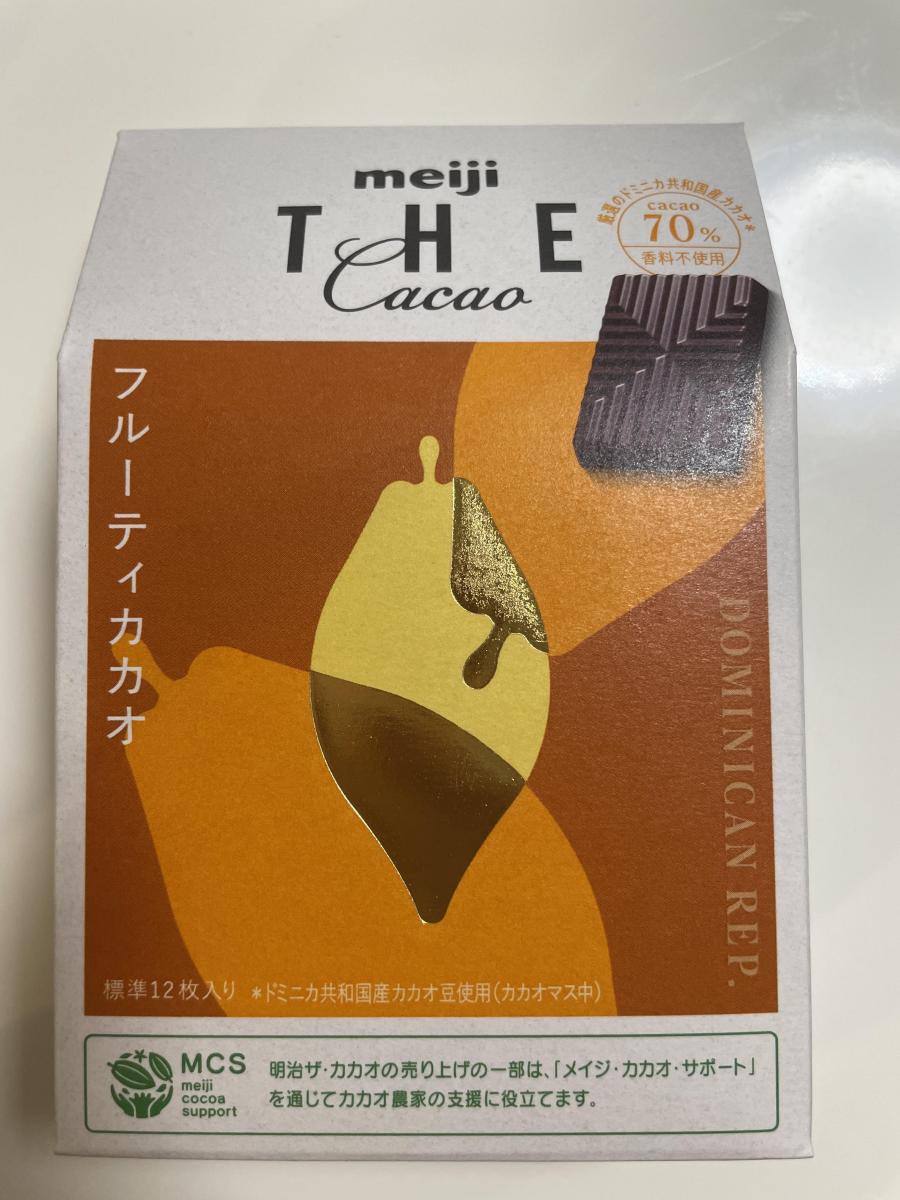 meiji
THE
Cacao
厳選のドミニカ共和国産カカオ*
cacao
70%
香料不使用
フルーティカカオ
DOMINICAN REP.
標準12枚入り *ドミニカ共和国産カカオ豆使用(カカオマス中)
MCS
meiji
cocoa
support
明治ザ・カカオの売り上げの一部は、「メイジ・カカオ・サポート」
を通じてカカオ農家の支援に役立てます。